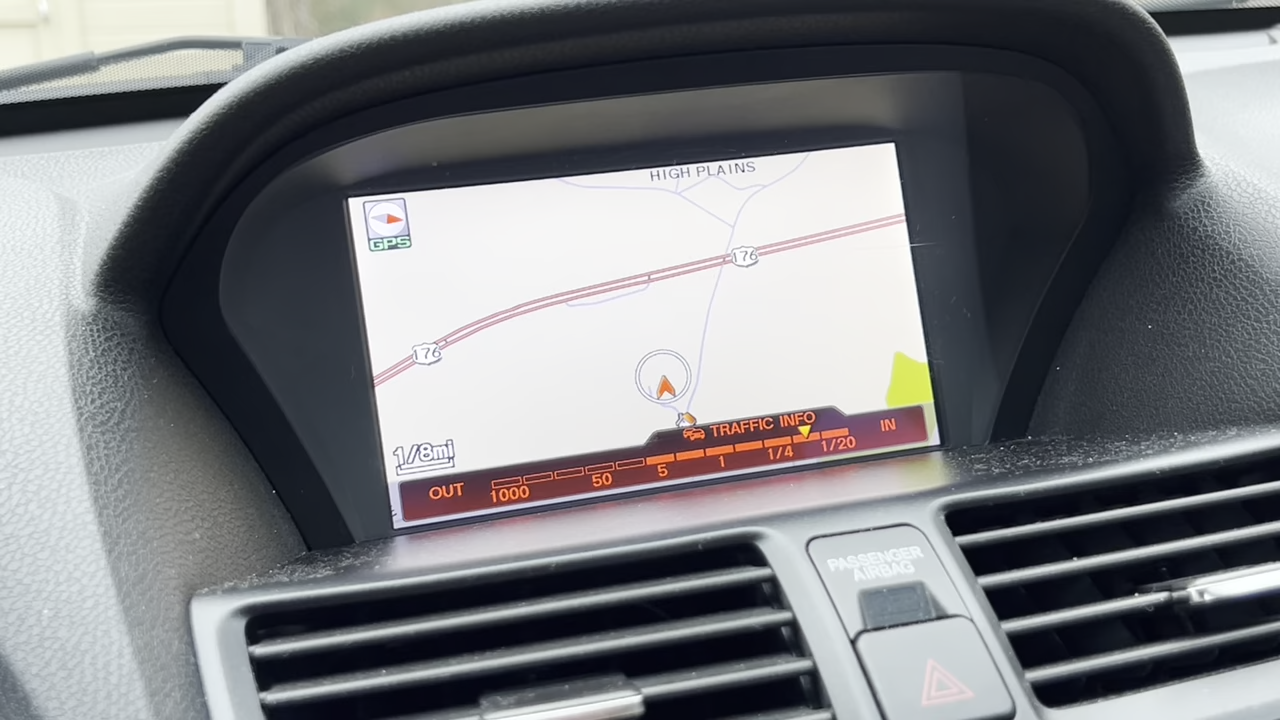 HIGH PLAINS
GPS
176
176
1/8mi
TRAFFIC INFO
OUT 1000 50 5 1 1/4 1/20 IN
PASSENGER
AIRBAG